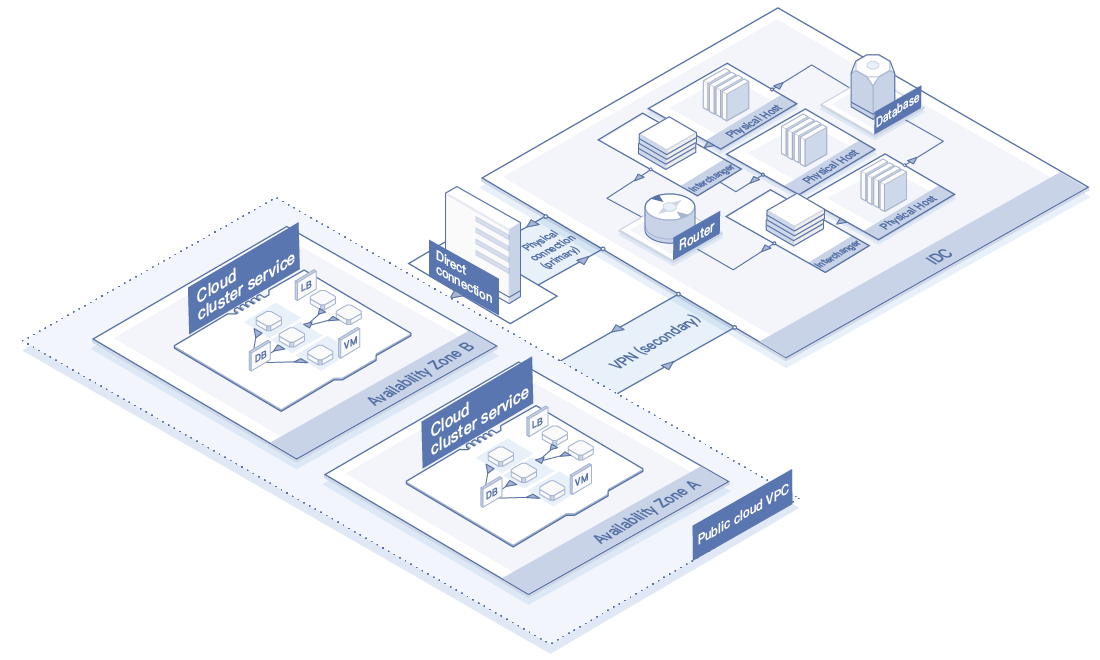 Database
Physical Host
Physical Host
Physical Host
Interchanger
Interchanger
Router
IDC
Physical
connection
(primary)
Direct
connection
VPN (secondary)
Cloud
cluster service
LB
DB
VM
Availability Zone B
Cloud
cluster service
LB
DB
VM
Availability Zone A
Public cloud VPC